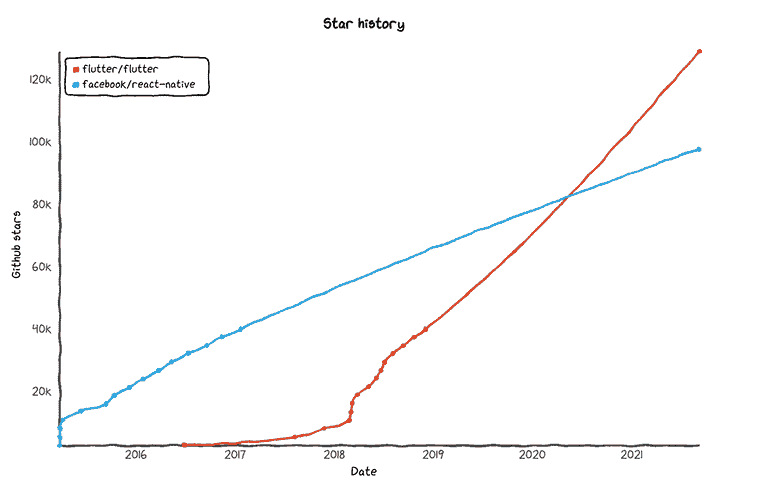 Star history
flutter/flutter
facebook/react-native
120k
100k
80k
60k
40k
20k
Github stars
2016 2017 2018 2019 2020 2021
Date